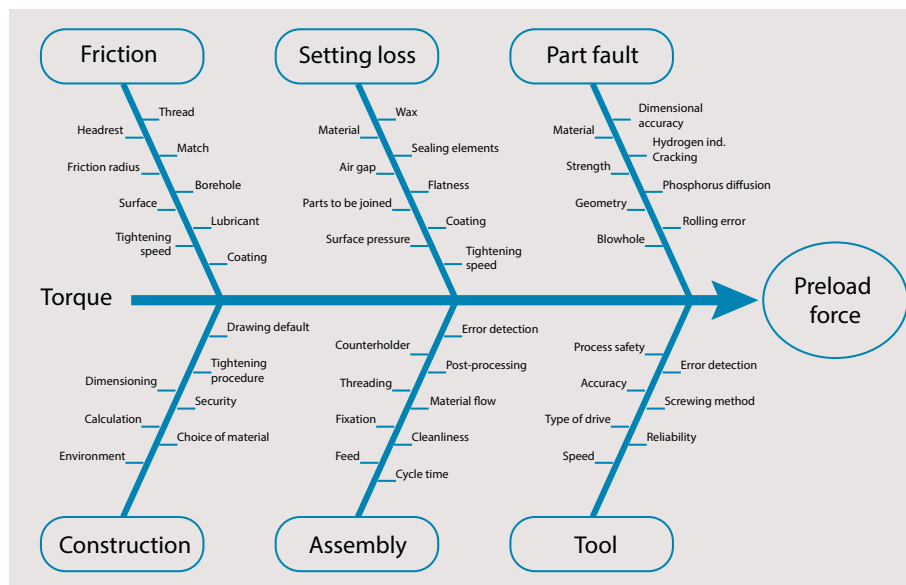 Friction
Setting loss
Part fault
Thread
Headrest
Match
Friction radius
Borehole
Surface
Lubricant
Tightening
speed
Coating
Wax
Material
Sealing elements
Air gap
Flatness
Parts to be joined
Coating
Surface pressure
Tightening
speed
Dimensional
accuracy
Material
Hydrogen ind.
Cracking
Strength
Phosphorus diffusion
Geometry
Rolling error
Blowhole
Torque
Preload
force
Drawing default
Tightening
procedure
Dimensioning
Security
Calculation
Choice of material
Environment
Error detection
Counterholder
Post-processing
Threading
Material flow
Fixation
Cleanliness
Feed
Cycle time
Process safety
Error detection
Accuracy
Screwing method
Type of drive
Reliability
Speed
Construction
Assembly
Tool